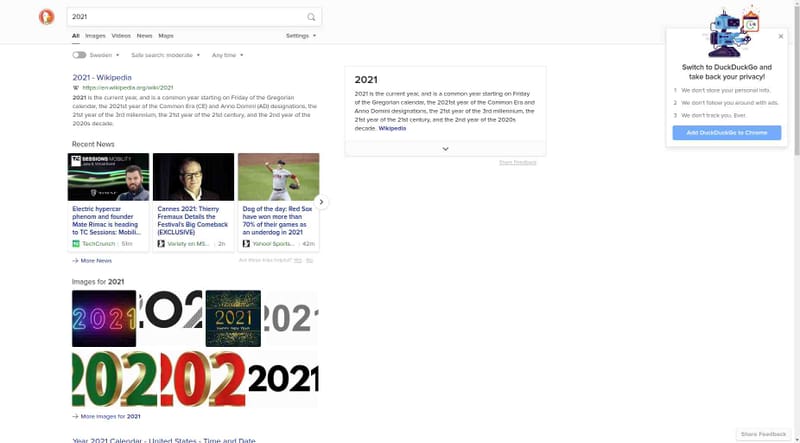 2021
All Images Videos News Maps Settings
Sweden Safe search: moderate Any time
2021 - Wikipedia
https://en.wikipedia.org/wiki/2021
2021 is the current year, and is a common year starting on Friday of the Gregorian
calendar, the 2021st year of the Common Era (CE) and Anno Domini (AD) designations, the
21st year of the 3rd millennium, the 21st year of the 21st century, and the 2nd year of the
2020s decade.
Recent News
TC SESSIONS MOBILITY
Electric hypercar
phenom and founder
Mate Rimac is heading
to TC Sessions: Mobili...
TechCrunch 51m
Cannes 2021: Thierry
Fremaux Details the
Festival's Big Comeback
(EXCLUSIVE)
Variety on MS... 2h
Dog of the day: Red Sox
have won more than
70% of their games as
an underdog in 2021
Yahoo! Sports... 42m
→ More News
Are these links helpful? Yes No
Images for 2021
2021
202
2021
HAPPY NEW YEAR
2021
202
202
2021
→ More Images for 2021
Year 2021 Calendar - United States - Time and Date
2021
2021 is the current year, and is a common year starting on Friday
of the Gregorian calendar, the 2021st year of the Common Era and
Anno Domini designations, the 21st year of the 3rd millennium, the
21st year of the 21st century, and the 2nd year of the 2020s
decade. Wikipedia
Share Feedback
Switch to DuckDuckGo and
take back your privacy!
1 We don't store your personal info.
2 We don't follow you around with ads.
3 We don't track you. Ever.
Add DuckDuckGo to Chrome
Share Feedback